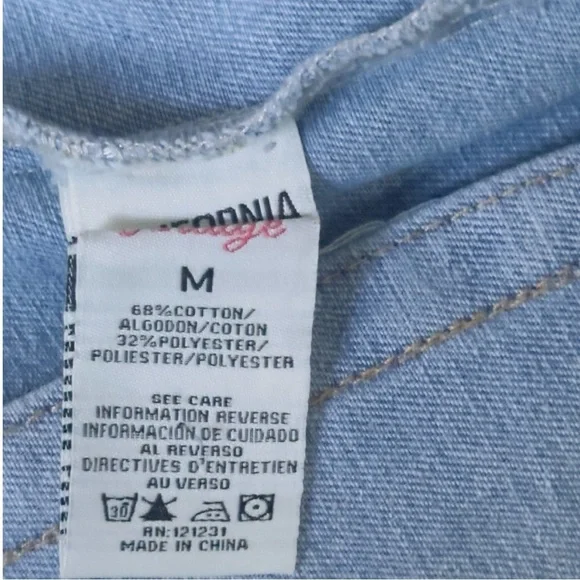 M
68%COTTON/
ALGODON/COTON
32%POLYESTER/
POLIESTER/POLYESTER
SEE CARE
INFORMATION REVERSE
INFORMACIÓN DE CUIDADO
AL REVERSO
DIRECTIVES D'ENTRETIEN
AU VERSO
30
RN:121231
MADE IN CHINA